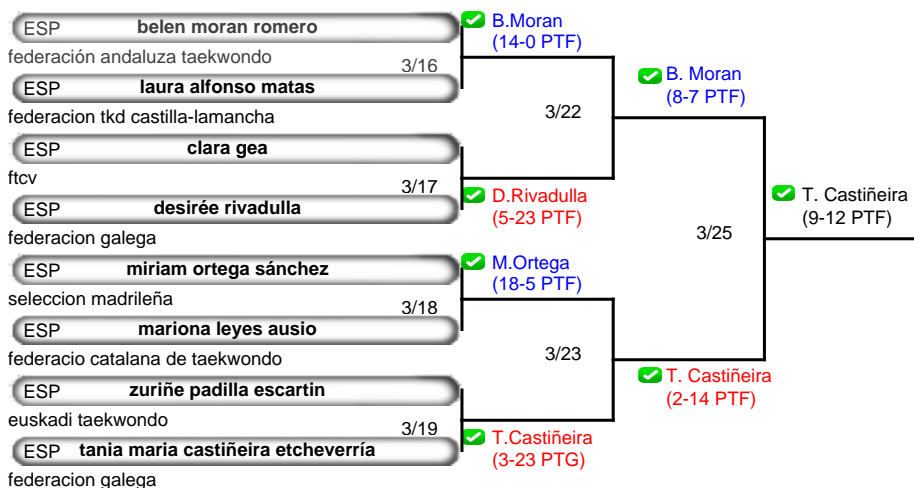 ESP belen moran romero
federación andaluza taekwondo
3/16
ESP laura alfonso matas
federacion tkd castilla-lamancha
ESP clara gea
ftcv
3/17
ESP desirée rivadulla
federacion galega
ESP miriam ortega sánchez
seleccion madrileña
3/18
ESP mariona leyes ausio
federacio catalana de taekwondo
ESP zuriñe padilla escartin
euskadi taekwondo
3/19
ESP tania maria castiñeira etcheverría
federacion galega
B.Moran
(14-0 PTF)
3/22
D.Rivadulla
(5-23 PTF)
M.Ortega
(18-5 PTF)
3/23
T.Castiñeira
(3-23 PTG)
B. Moran
(8-7 PTF)
3/25
T. Castiñeira
(2-14 PTF)
T. Castiñeira
(9-12 PTF)